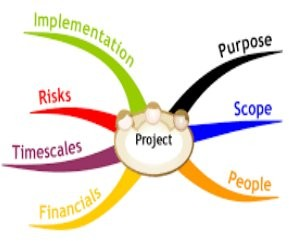 Implementation
Purpose
Risks
Scope
Project
Timescales
People
Financials